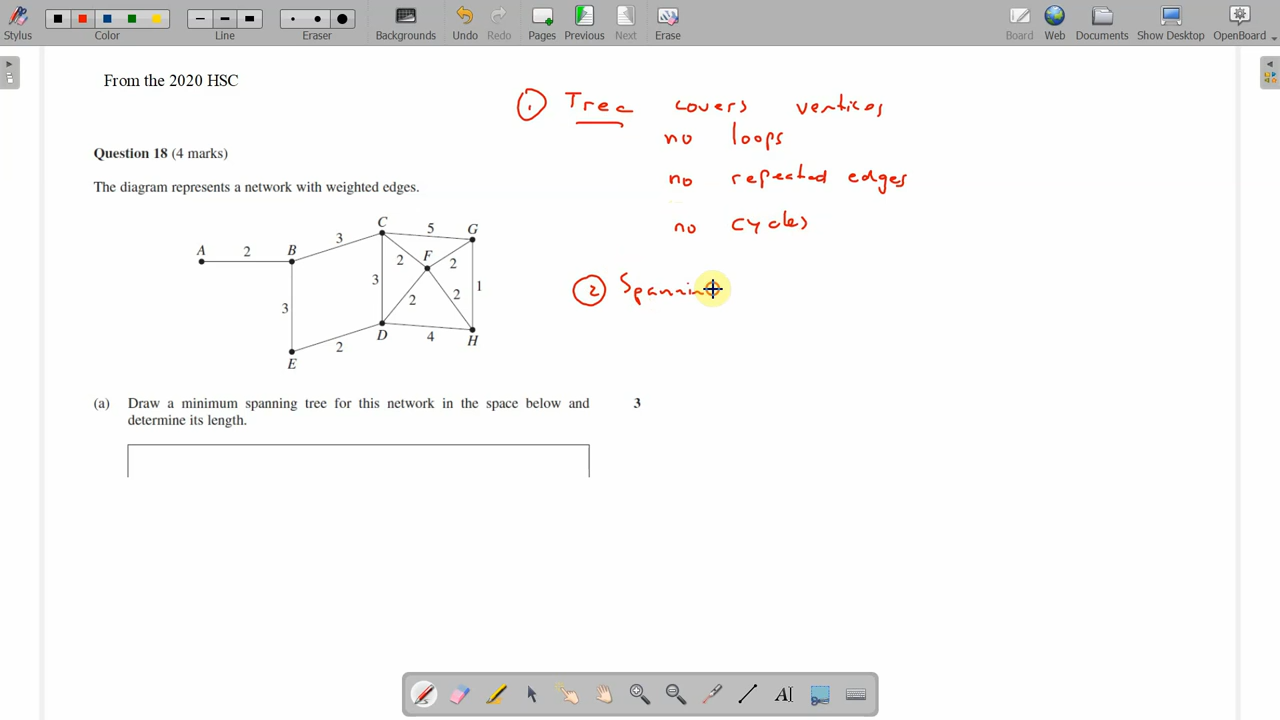 Stylus Color Line Eraser Backgrounds Undo Redo Pages Previous Next Erase Board Web Documents Show Desktop OpenBoard
From the 2020 HSC
① Tree covers vertices
no loops
Question 18 (4 marks)
no repeated edges
The diagram represents a network with weighted edges.
no cycles
C 5 G
A 2 B 3 2 F 2
3 1
② Spanning
3 2 2
D 4 H
2
E
(a) Draw a minimum spanning tree for this network in the space below and 3
determine its length.
AI